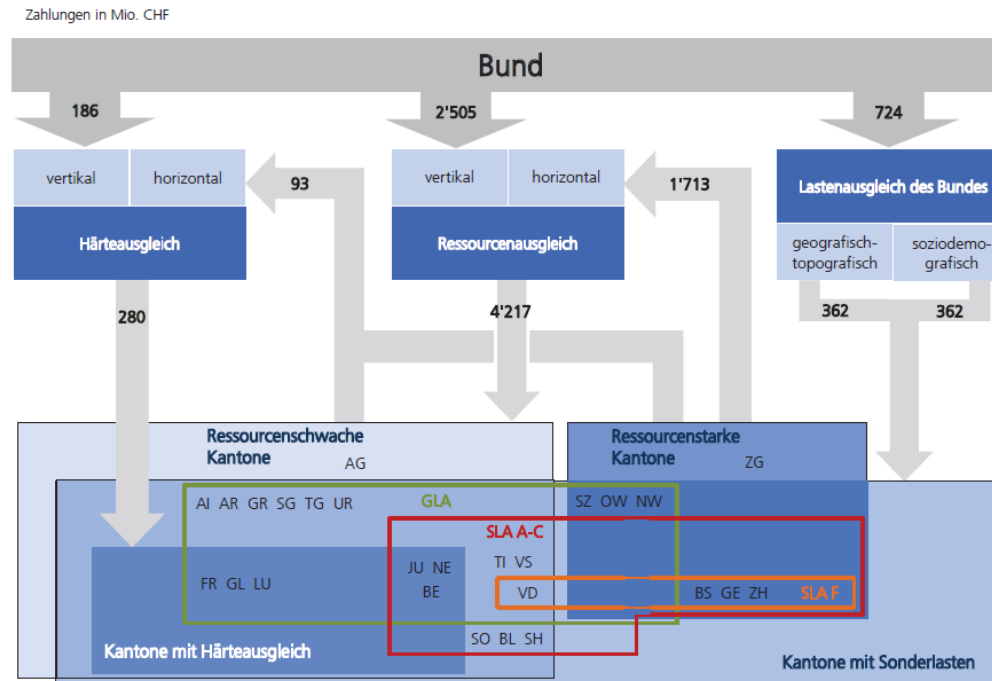 Zahlungen in Mio. CHF
Bund
186
2'505
724
vertikal
horizontal
93
vertikal
horizontal
1'713
Lastenausgleich des Bundes
Härteausgleich
Ressourcenausgleich
geografisch-
topografisch
soziodemo-
grafisch
280
4'217
362
362
Ressourcenschwache
Kantone
AG
Ressourcenstarke
Kantone
ZG
AI AR GR SG TG UR
GLA
SZ OW NW
SLA A-C
JU NE
BE
TI VS
FR GL LU
VD
BS GE ZH
SLA F
SO BL SH
Kantone mit Härteausgleich
Kantone mit Sonderlasten